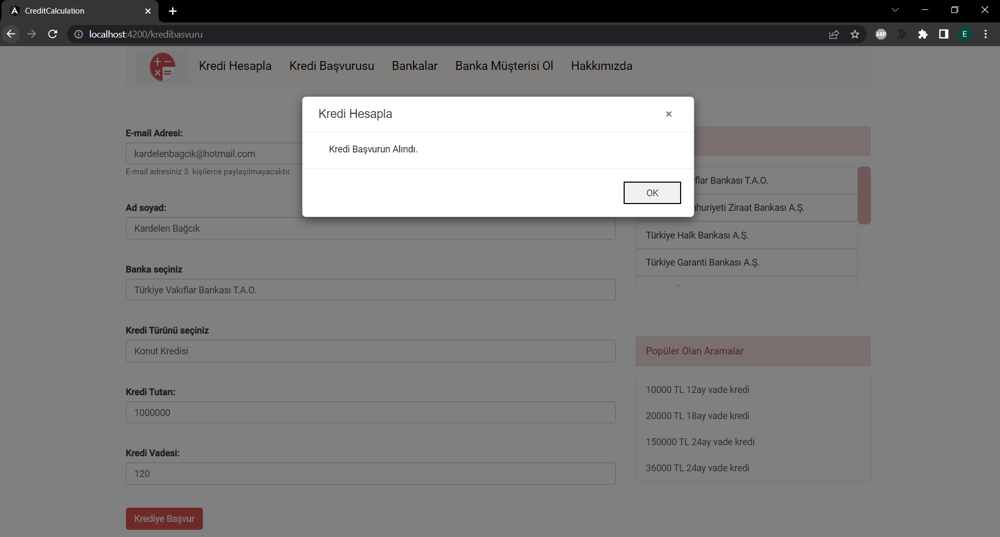 CreditCalculation
localhost:4200/kredibasvuru
ABP
E
Kredi Hesapla Kredi Başvurusu Bankalar Banka Müşterisi Ol Hakkımızda
Kredi Hesapla
Kredi Başvurun Alındı.
OK
E-mail Adresi:
kardelenbagcik@hotmail.com
E-mail adresiniz 3. kişilerce paylaşılmayacaktır.
Ad soyad:
Kardelen Bağcık
Banka seçiniz
Türkiye Vakıflar Bankası T.A.O.
Kredi Türünü seçiniz
Konut Kredisi
Kredi Tutarı:
1000000
Kredi Vadesi:
120
Krediye Başvur
Bankası T.A.O.
Ziraat Bankası A.Ş.
Türkiye Halk Bankası A.Ş.
Türkiye Garanti Bankası A.Ş.
Popüler Olan Aramalar
10000 TL 12ay vade kredi
20000 TL 18ay vade kredi
150000 TL 24ay vade kredi
36000 TL 24ay vade kredi